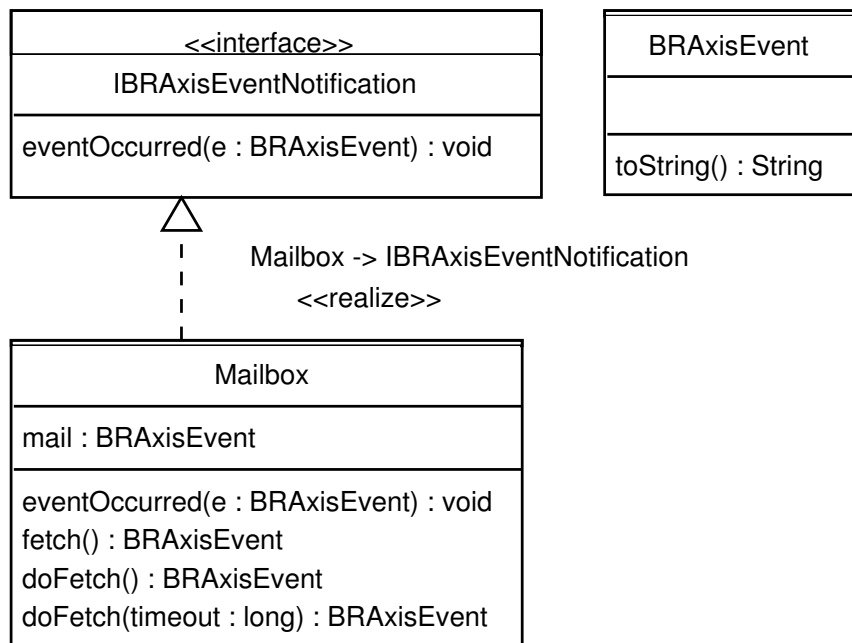 <<interface>>
IBRAxisEventNotification
eventOccurred(e : BRAxisEvent) : void
BRAxisEvent
toString() : String
Mailbox -> IBRAxisEventNotification
<<realize>>
Mailbox
mail : BRAxisEvent
eventOccurred(e : BRAxisEvent) : void
fetch() : BRAxisEvent
doFetch() : BRAxisEvent
doFetch(timeout : long) : BRAxisEvent